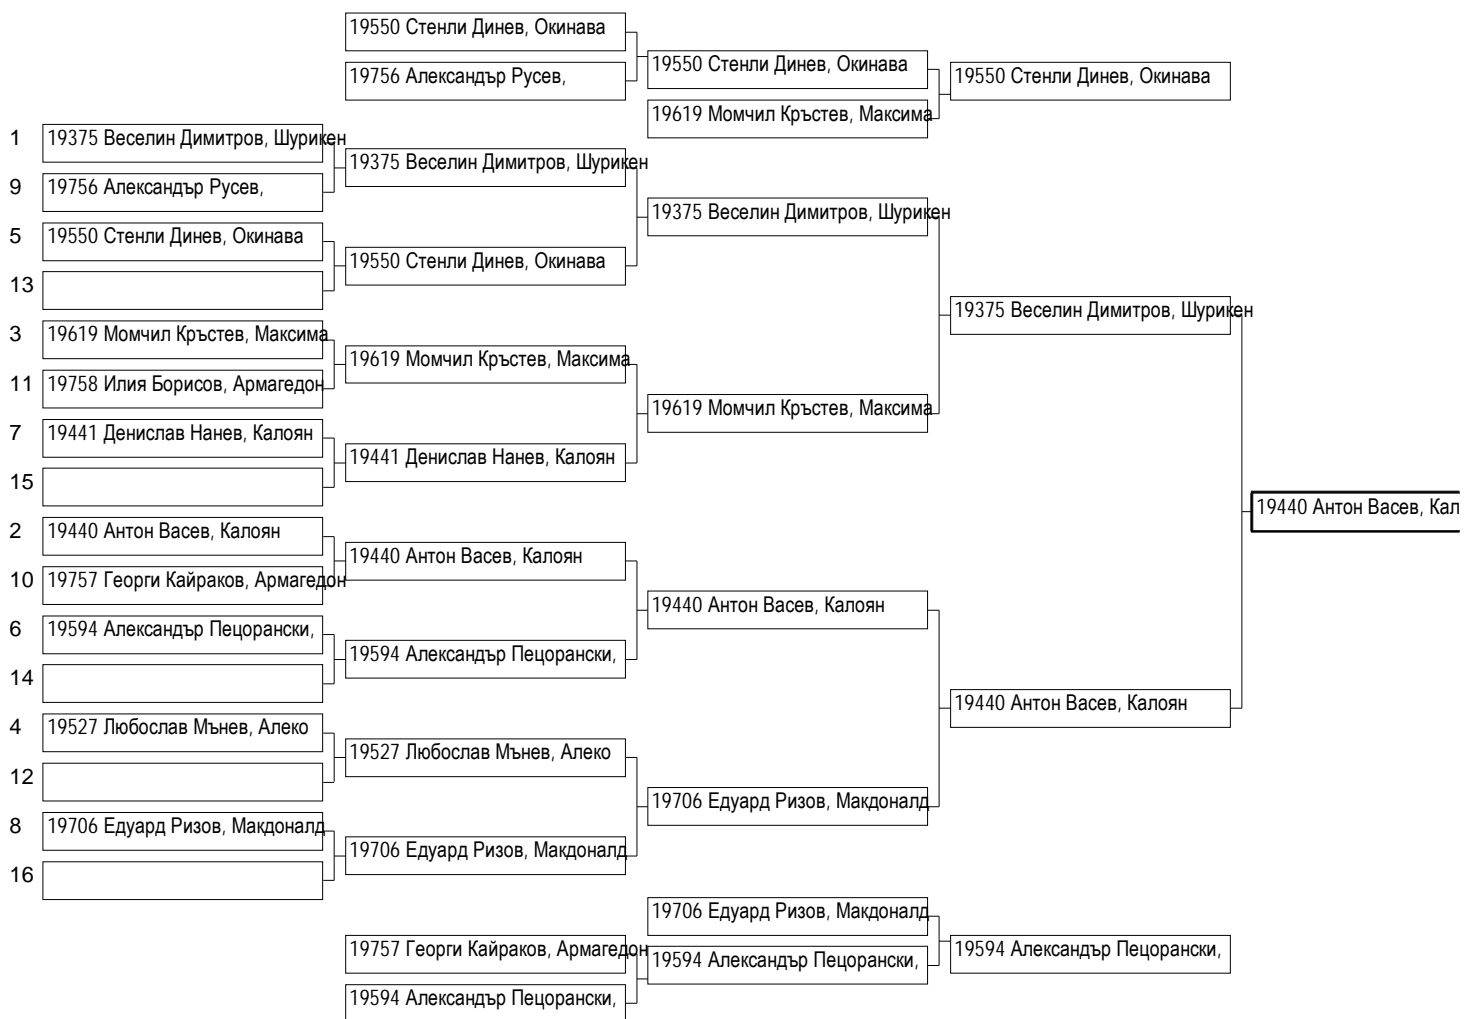 19550 Стенли Динев, Окинава
19756 Александър Русев,
19550 Стенли Динев, Окинава
19619 Момчил Кръстев, Максима
19550 Стенли Динев, Окинава
1 19375 Веселин Димитров, Шурикен
9 19756 Александър Русев,
5 19550 Стенли Динев, Окинава
13
3 19619 Момчил Кръстев, Максима
11 19758 Илия Борисов, Армагедон
7 19441 Денислав Нанев, Калоян
15
2 19440 Антон Васев, Калоян
10 19757 Георги Кайраков, Армагедон
6 19594 Александър Пецорански,
14
4 19527 Любослав Мънев, Алеко
12
8 19706 Едуард Ризов, Макдоналд
16
19375 Веселин Димитров, Шурикен
19550 Стенли Динев, Окинава
19619 Момчил Кръстев, Максима
19441 Денислав Нанев, Калоян
19440 Антон Васев, Калоян
19594 Александър Пецорански,
19527 Любослав Мънев, Алеко
19706 Едуард Ризов, Макдоналд
19375 Веселин Димитров, Шурикен
19619 Момчил Кръстев, Максима
19440 Антон Васев, Калоян
19706 Едуард Ризов, Макдоналд
19375 Веселин Димитров, Шурикен
19440 Антон Васев, Калоян
19440 Антон Васев, Кал
19757 Георги Кайраков, Армагедон
19594 Александър Пецорански,
19706 Едуард Ризов, Макдоналд
19594 Александър Пецорански,
19594 Александър Пецорански,